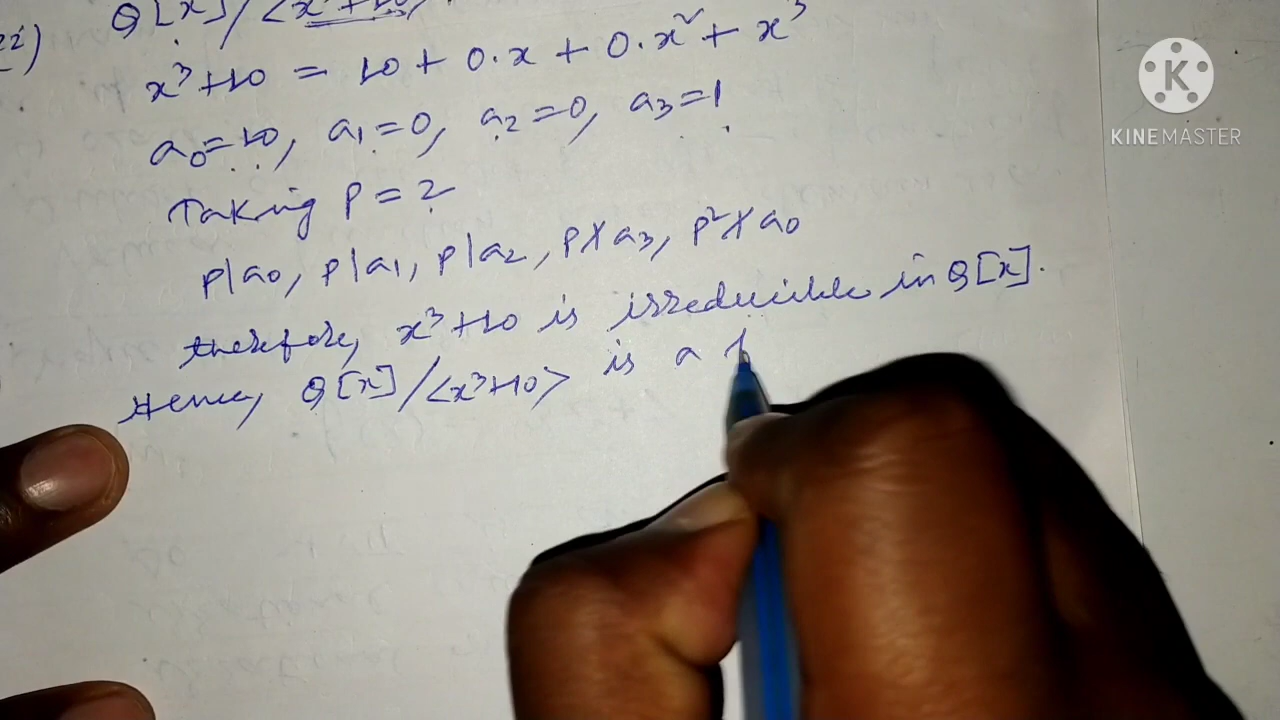 ii) Q[x]/<x³+10>
x³+10 = 10 + 0.x + 0.x² + x³
a₀=10, a₁=0, a₂=0, a₃=1
Taking P = 2
p|a₀, p|a₁, p|a₂, p∤a₃, p²∤a₀
therefore, x³+10 is irreducible in Q[x].
Hence, Q[x]/<x³+10> is a
K
KINEMASTER